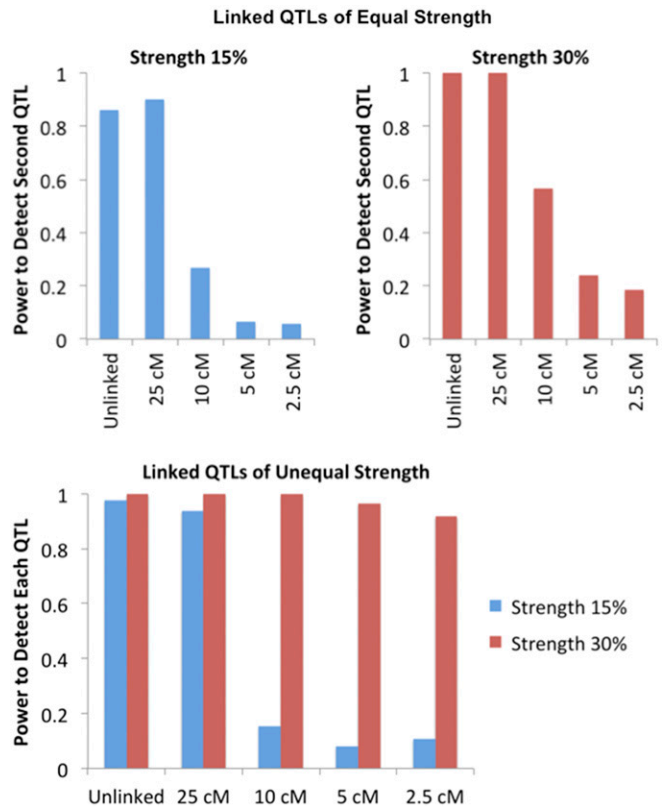 Linked QTLs of Equal Strength
Strength 15%
Power to Detect Second QTL
1
0.8
0.6
0.4
0.2
0
Unlinked
25 cM
10 cM
5 cM
2.5 cM
Strength 30%
Power to Detect Second QTL
1
0.8
0.6
0.4
0.2
0
Unlinked
25 cM
10 cM
5 cM
2.5 cM
Linked QTLs of Unequal Strength
Power to Detect Each QTL
1
0.8
0.6
0.4
0.2
0
Unlinked 25 cM 10 cM 5 cM 2.5 cM
Strength 15%
Strength 30%